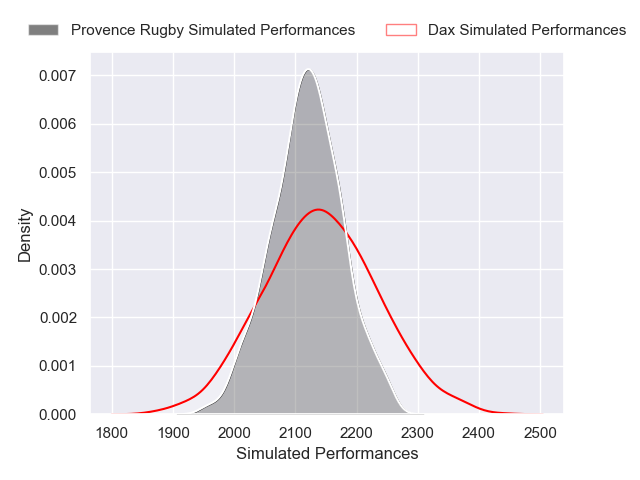 Provence Rugby Simulated Performances Dax Simulated Performances
0.007
0.006
0.005
0.004
0.003
0.002
0.001
0.000
Density
1800 1900 2000 2100 2200 2300 2400 2500
Simulated Performances